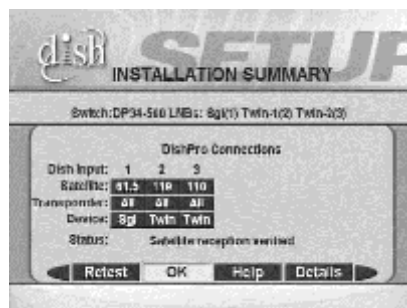 dish
SETUP
INSTALLATION SUMMARY
Switch:DP34-500 LNBs: Sgl(1) Twin-1(2) Twin-2(3)
DishPro Connections
Dish Input: 1 2 3
Satellite: 61.5 119 110
Transponder: All All All
Device: Sgl Twin Twin
Status: Satellite reception verified
Retest OK Help Details